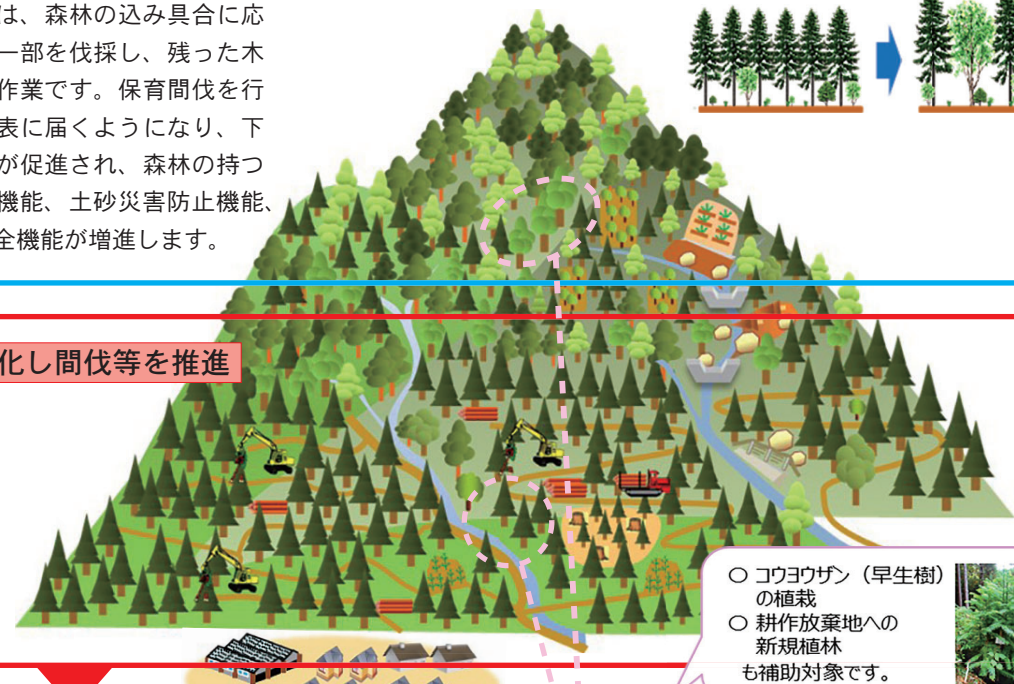 は、森林の込み具合に応
一部を伐採し、残った木
作業です。保育間伐を行
表に届くようになり、下
が促進され、森林の持つ
機能、土砂災害防止機能、
全機能が増進します。
化し間伐等を推進
○ コウヨウザン（早生樹）
の植栽
○ 耕作放棄地への
新規植林
も補助対象です。